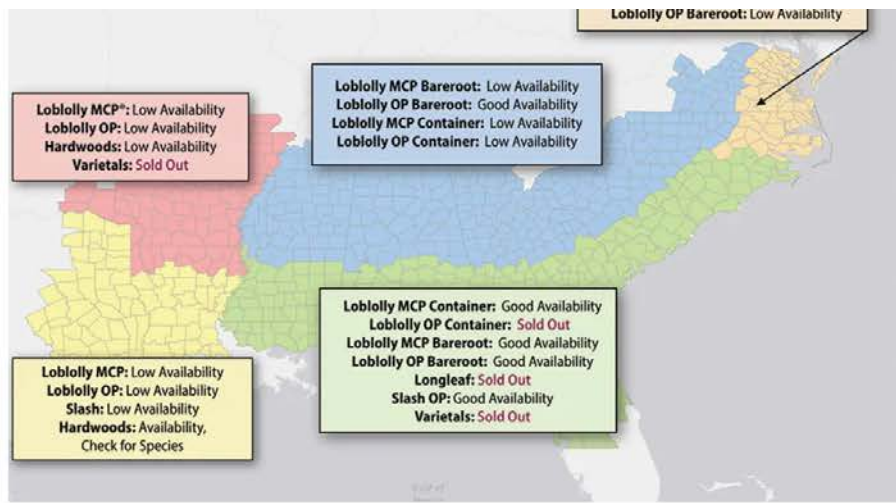 Loblolly OP Bareroot: Low Availability
Loblolly MCP*: Low Availability
Loblolly OP: Low Availability
Hardwoods: Low Availability
Varietals: Sold Out
Loblolly MCP Bareroot: Low Availability
Loblolly OP Bareroot: Good Availability
Loblolly MCP Container: Low Availability
Loblolly OP Container: Low Availability
Loblolly MCP Container: Good Availability
Loblolly OP Container: Sold Out
Loblolly MCP Bareroot: Good Availability
Loblolly OP Bareroot: Good Availability
Longleaf: Sold Out
Slash OP: Good Availability
Varietals: Sold Out
Loblolly MCP: Low Availability
Loblolly OP: Low Availability
Slash: Low Availability
Hardwoods: Availability,
Check for Species